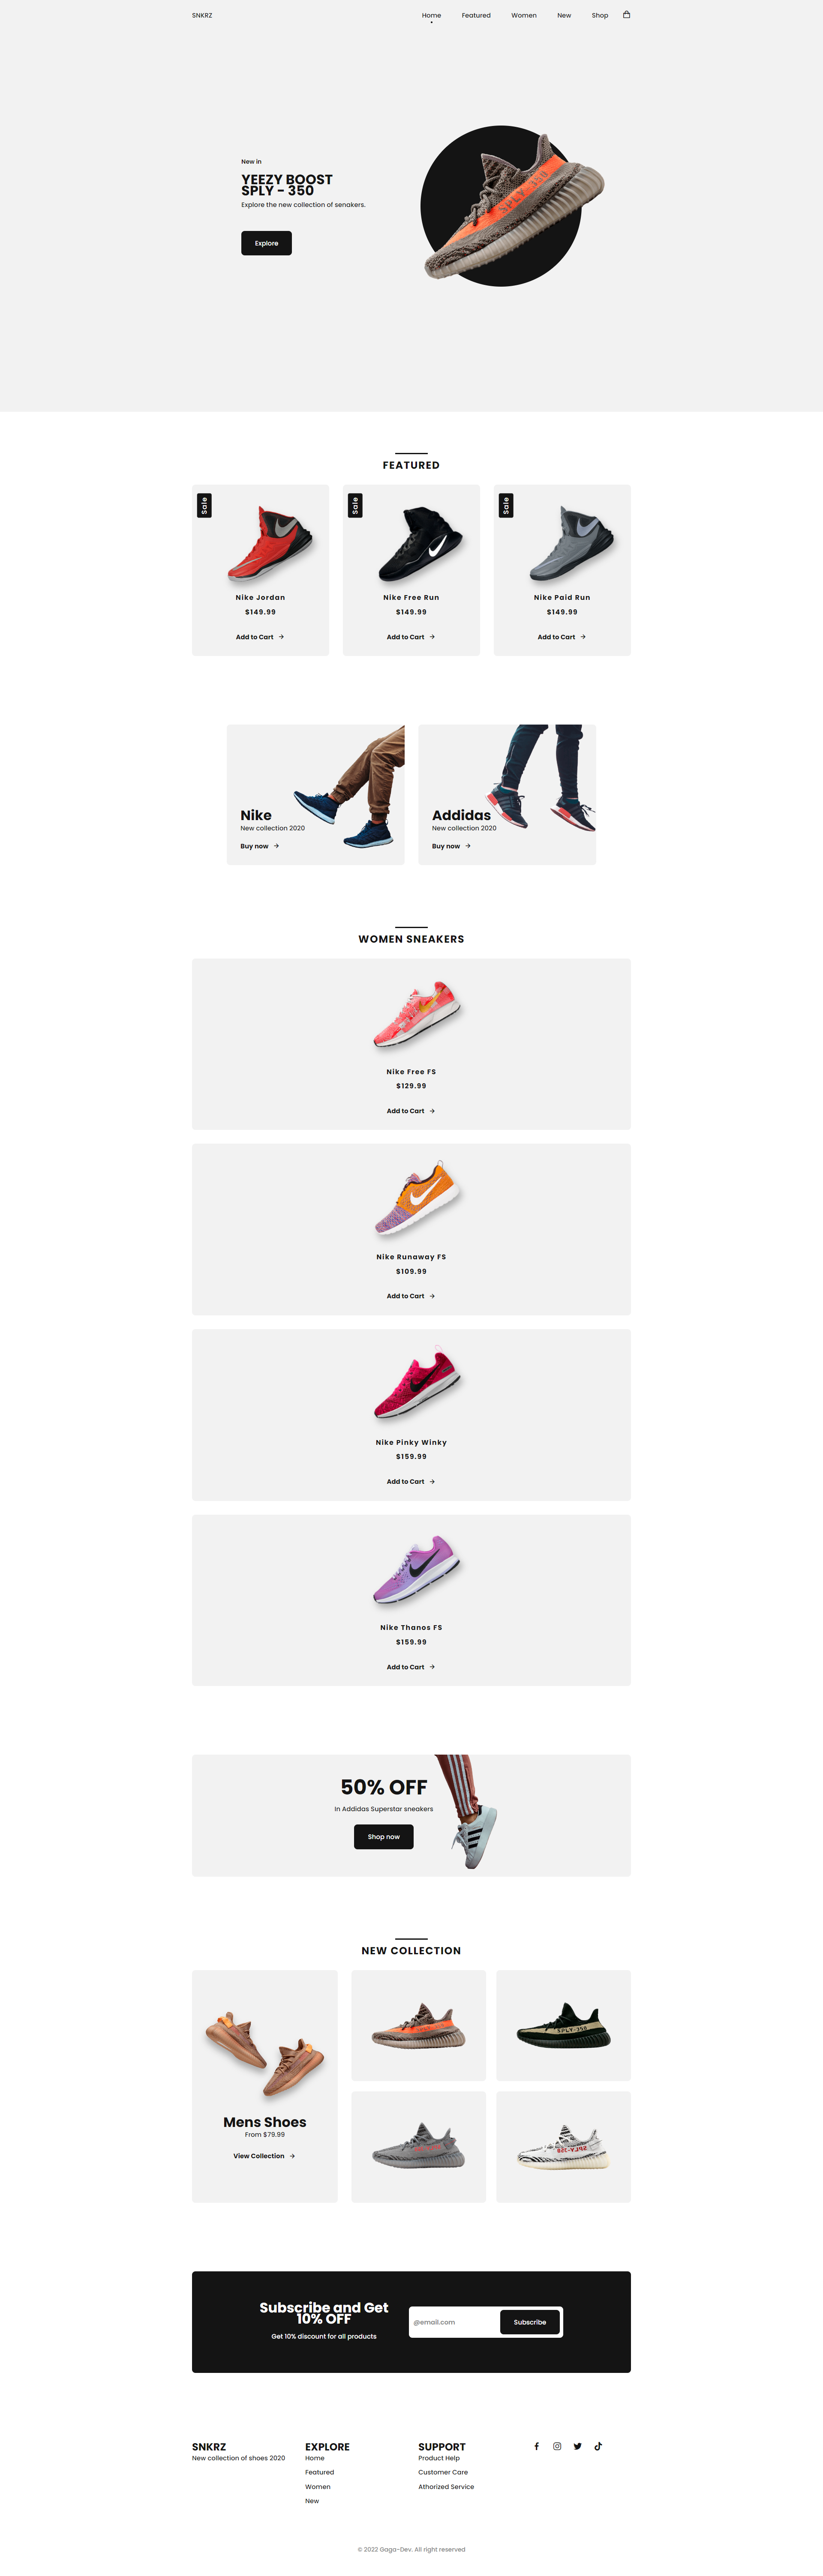 SNKRZ
Home
Featured
Women
New
Shop
New in
YEEZY BOOST
SPLY - 350
Explore the new collection of senakers.
Explore
SPLY-350
FEATURED
Sale
Nike Jordan
$149.99
Add to Cart
Sale
Nike Free Run
$149.99
Add to Cart
Sale
Nike Paid Run
$149.99
Add to Cart
Nike
New collection 2020
Buy now
Addidas
New collection 2020
Buy now
WOMEN SNEAKERS
Nike Free FS
$129.99
Add to Cart
Nike Runaway FS
$109.99
Add to Cart
Nike Pinky Winky
$159.99
Add to Cart
Nike Thanos FS
$159.99
Add to Cart
50% OFF
In Addidas Superstar sneakers
Shop now
NEW COLLECTION
Mens Shoes
From $79.99
View Collection
SPLY-350
SPLY-350
Subscribe and Get
10% OFF
Get 10% discount for all products
@email.com
Subscribe
SNKRZ
New collection of shoes 2020
EXPLORE
Home
Featured
Women
New
SUPPORT
Product Help
Customer Care
Athorized Service
© 2022 Gaga-Dev. All right reserved